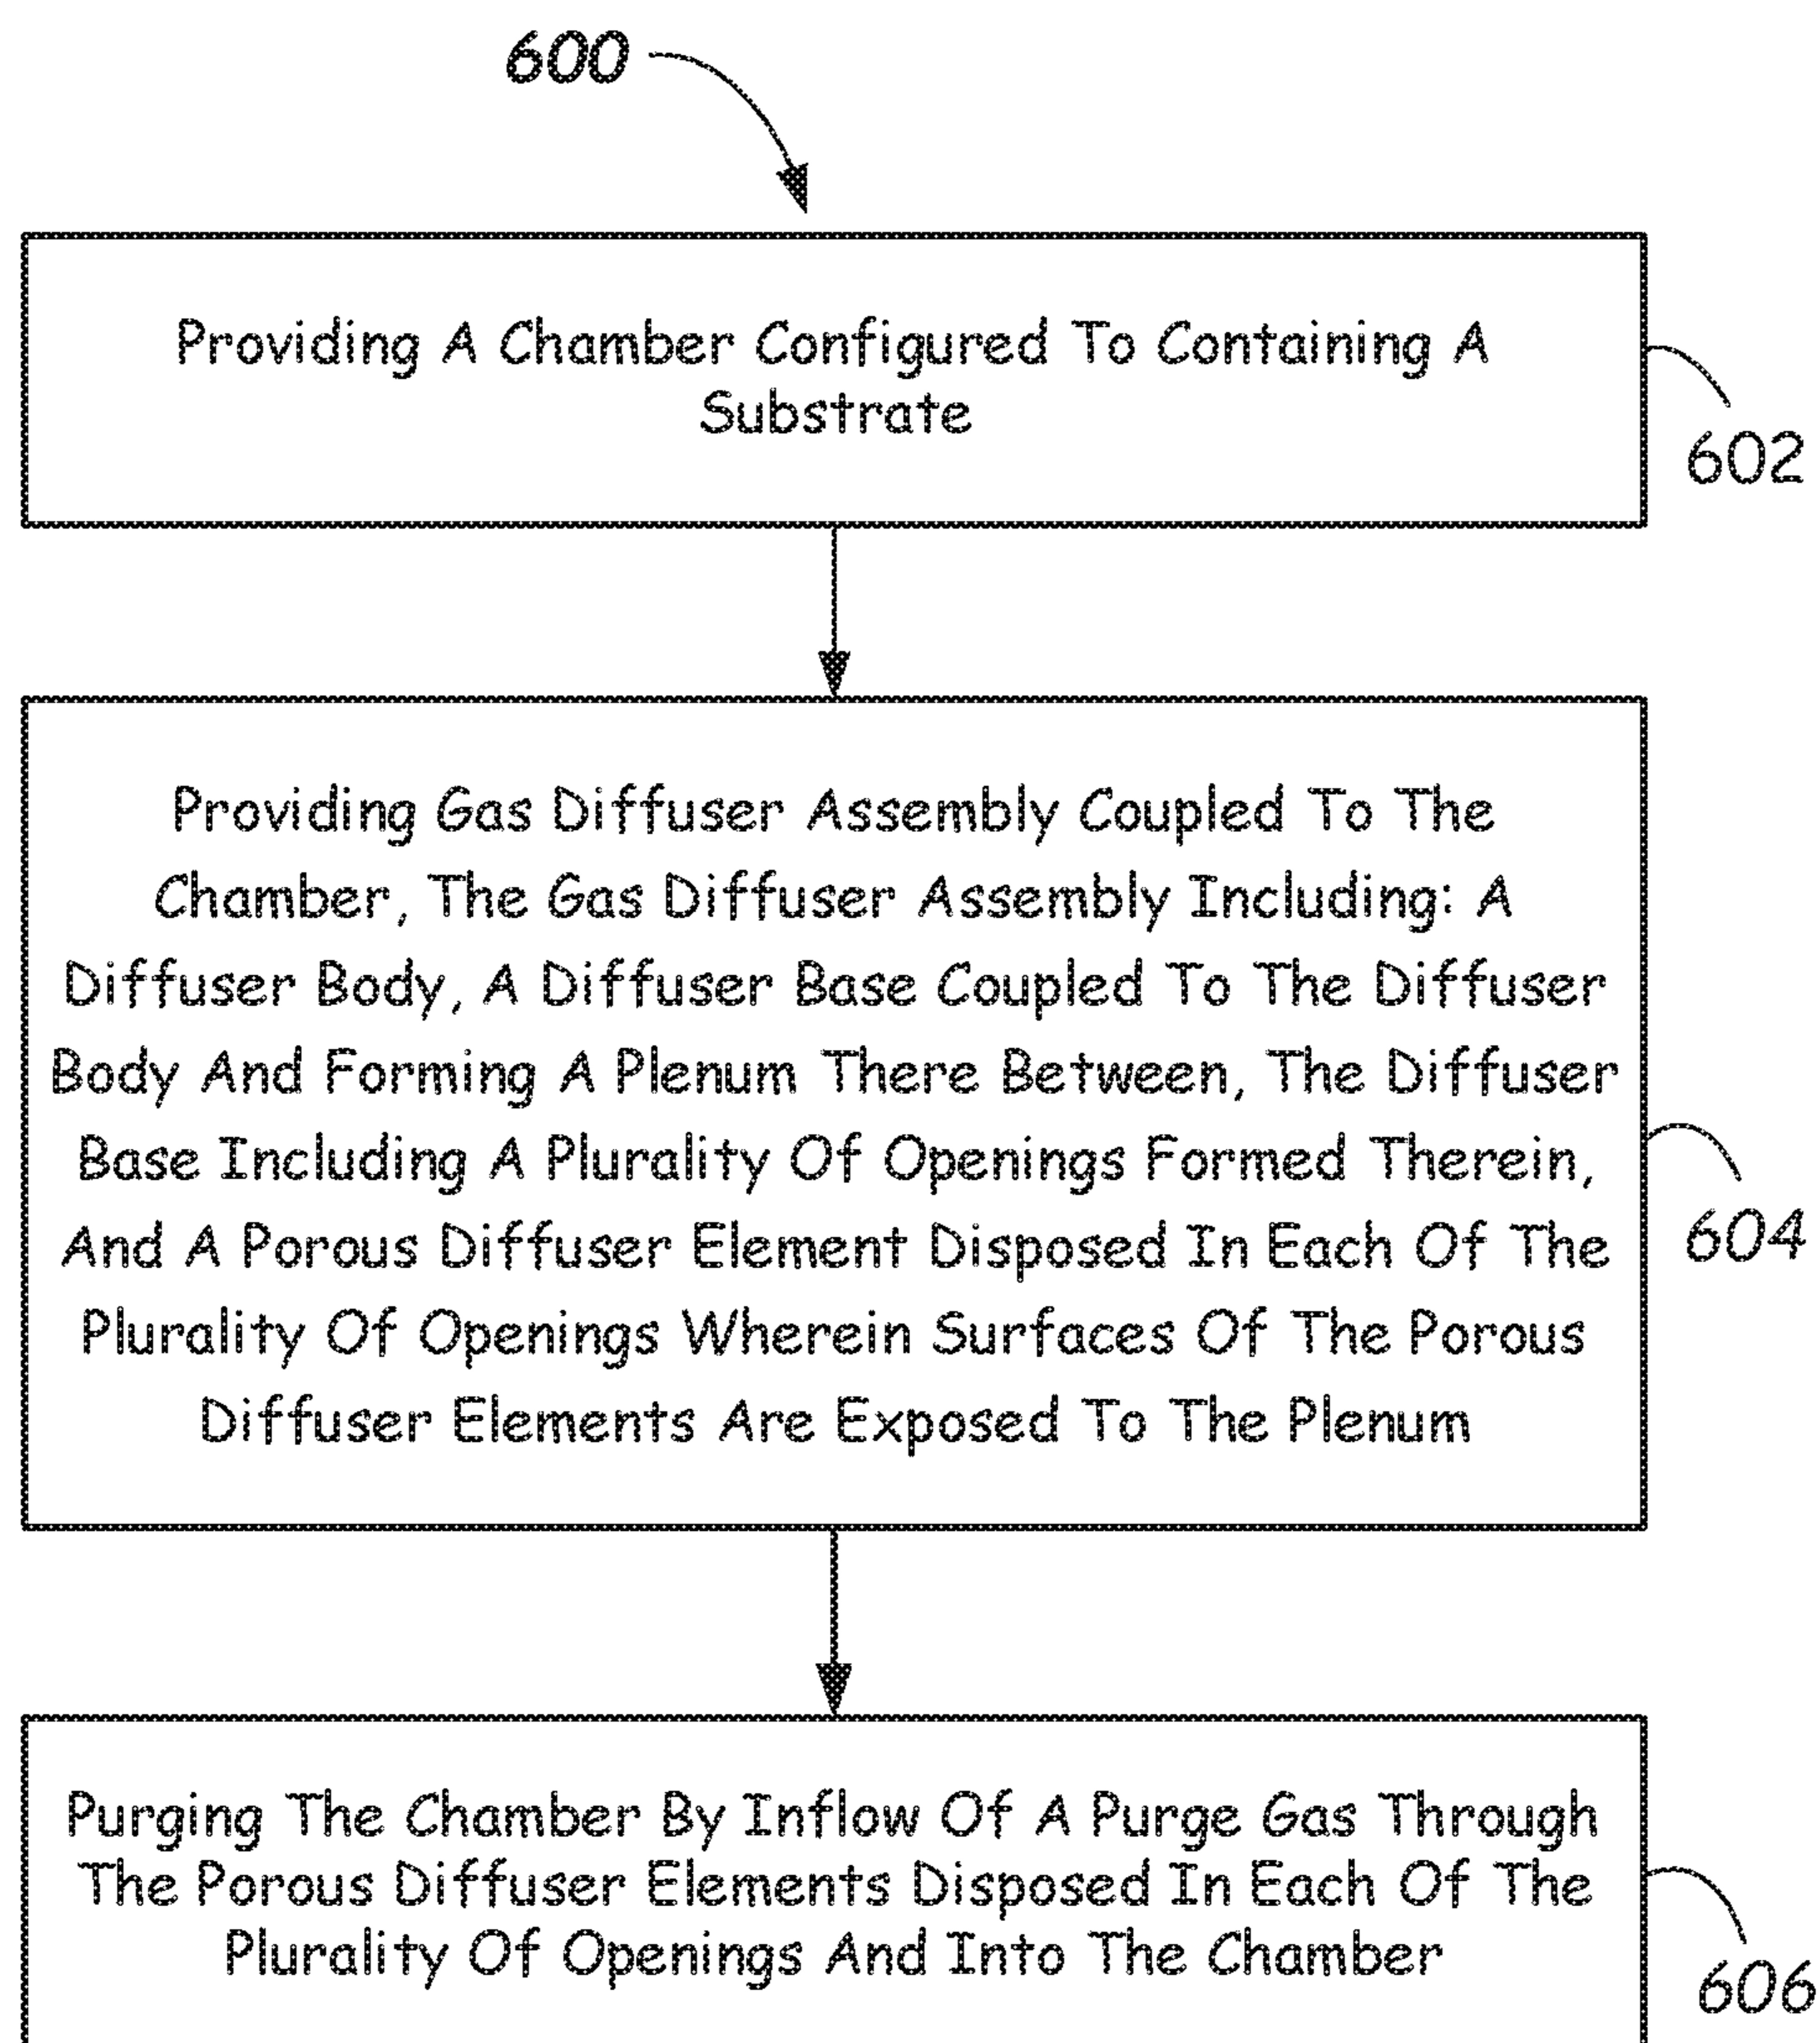 600
Providing A Chamber Configured To Containing A
Substrate
602
Providing Gas Diffuser Assembly Coupled To The
Chamber, The Gas Diffuser Assembly Including: A
Diffuser Body, A Diffuser Base Coupled To The Diffuser
Body And Forming A Plenum There Between, The Diffuser
Base Including A Plurality Of Openings Formed Therein,
And A Porous Diffuser Element Disposed In Each Of The
Plurality Of Openings Wherein Surfaces Of The Porous
Diffuser Elements Are Exposed To The Plenum
604
Purging The Chamber By Inflow Of A Purge Gas Through
The Porous Diffuser Elements Disposed In Each Of The
Plurality Of Openings And Into The Chamber
606